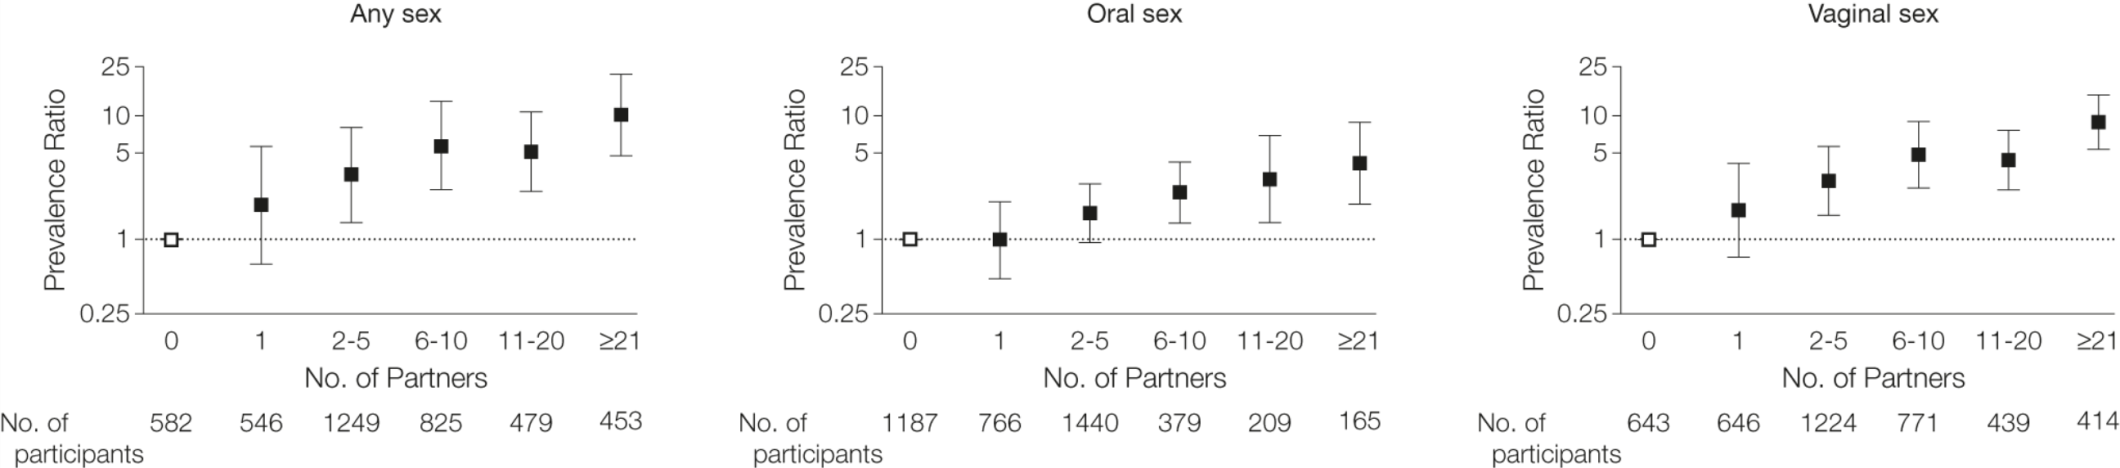 Any sex
25
10
5
1
0.25
Prevalence Ratio
0 1 2-5 6-10 11-20 ≥21
No. of Partners
No. of participants 582 546 1249 825 479 453
Oral sex
25
10
5
1
0.25
Prevalence Ratio
0 1 2-5 6-10 11-20 ≥21
No. of Partners
No. of participants 1187 766 1440 379 209 165
Vaginal sex
25
10
5
1
0.25
Prevalence Ratio
0 1 2-5 6-10 11-20 ≥21
No. of Partners
No. of participants 643 646 1224 771 439 414